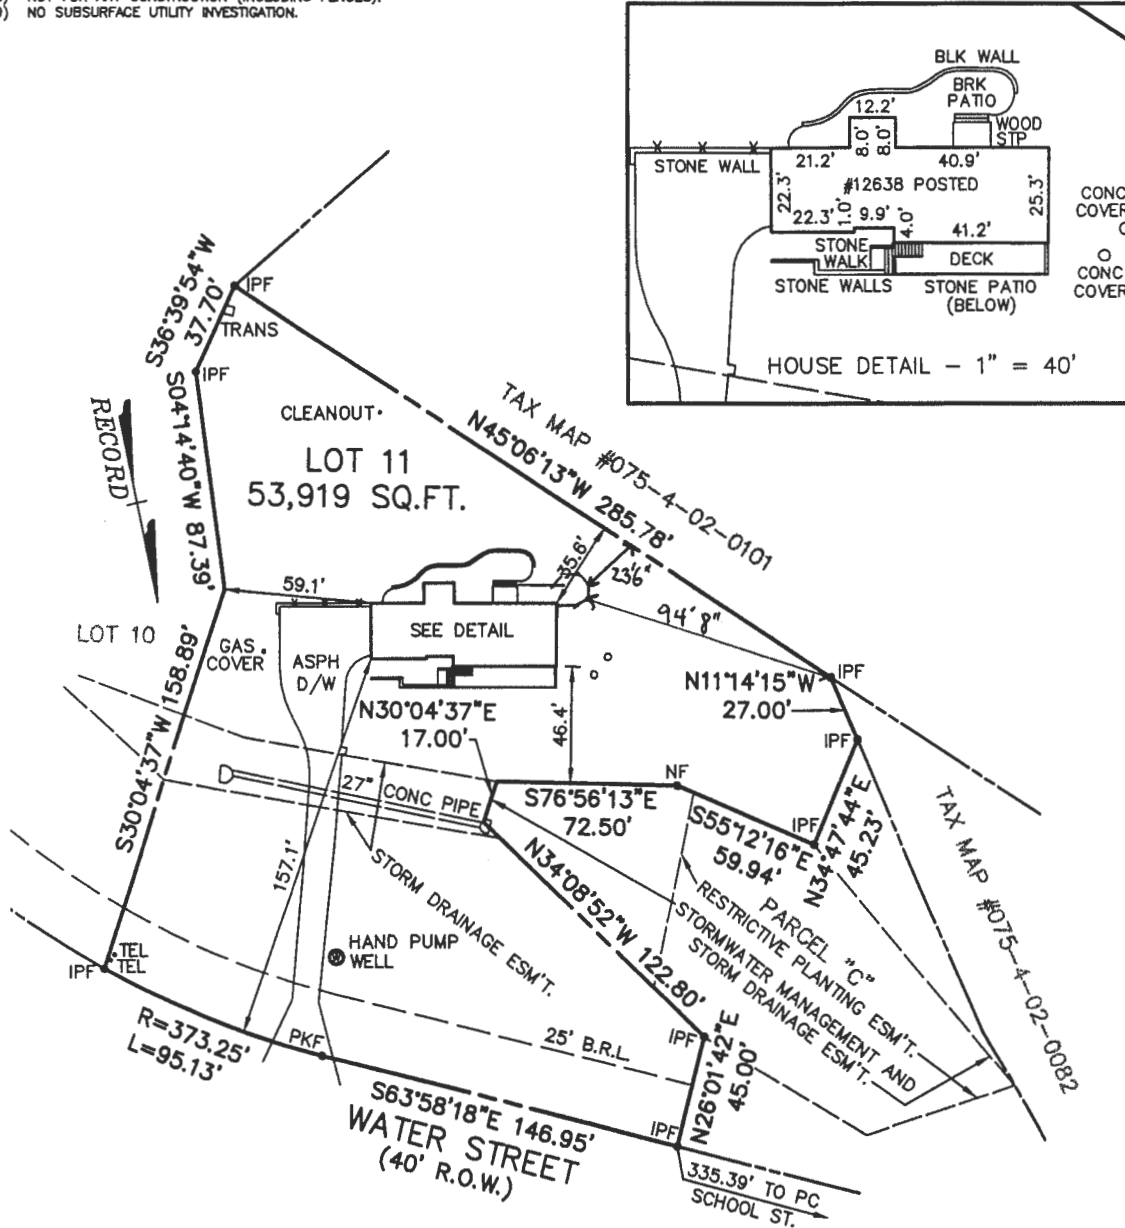 NO SUBSURFACE UTILITY INVESTIGATION.
BLK WALL
BRK
PATIO
12.2'
WOOD
STP
8.0'
8.0'
STONE WALL
21.2'
40.9'
22.3'
#12638 POSTED
25.3'
CONC
COVER
22.3'
1.0'
9.9'
4.0'
41.2'
STONE
WALK
DECK
CONC
COVER
STONE WALLS
STONE PATIO
(BELOW)
HOUSE DETAIL - 1" = 40'
S36°39'54"W
37.70'
IPF
TRANS
IPF
S04°14'40"W 87.39'
RECORD
CLEANOUT
LOT 11
53,919 SQ.FT.
TAX MAP #075-4-02-0101
N45°06'13"W 285.78'
35.6'
23'6"
94' 8"
59.1'
SEE DETAIL
LOT 10
GAS
COVER
ASPH
D/W
S30°04'37"W 158.89'
N30°04'37"E
17.00'
46.4'
N11°14'15"W
27.00'
IPF
IPF
27"
CONC PIPE
S76°56'13"E
72.50'
NF
S55°12'16"E
59.94'
IPF
N34°47'44"E
45.23'
TAX MAP #075-4-02-0082
157.1'
STORM DRAINAGE ESM'T.
N34°08'52"W 122.80'
PARCEL "C"
RESTRICTIVE PLANTING ESM'T.
STORMWATER MANAGEMENT AND
STORM DRAINAGE ESM'T.
HAND PUMP
WELL
TEL
TEL
IPF
R=373.25'
L=95.13'
PKF
25' B.R.L.
IPF
N26°01'42"E
45.00'
S63°58'18"E 146.95'
IPF
WATER STREET
(40' R.O.W.)
335.39' TO PC
SCHOOL ST.